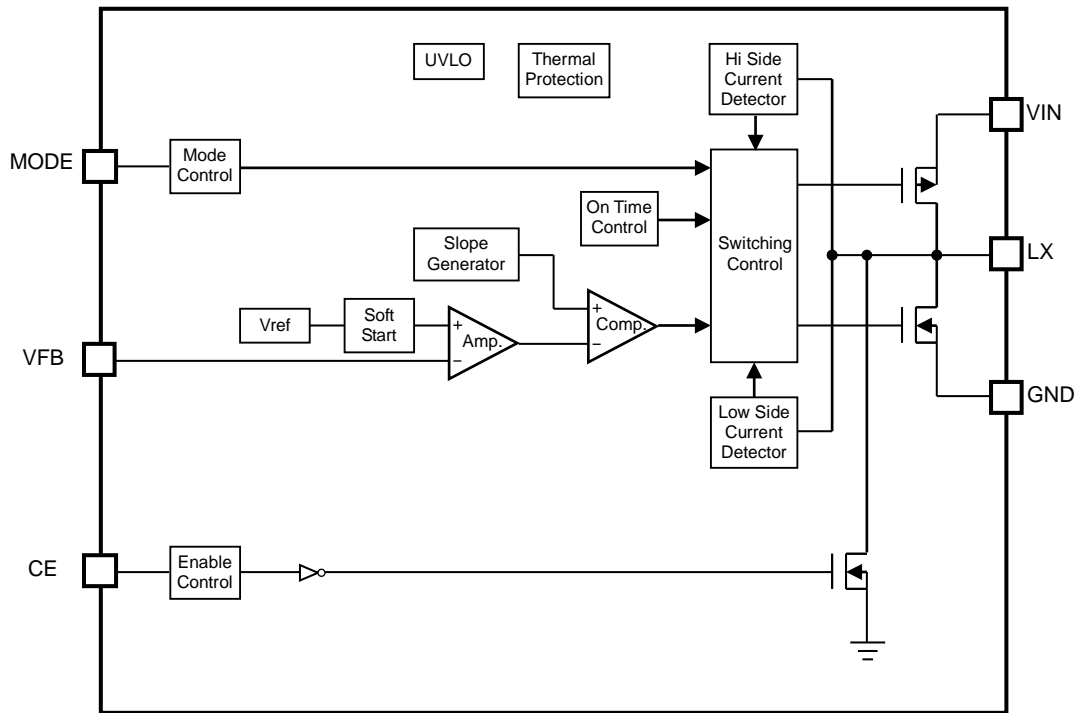 UVLO
Thermal
Protection
Hi Side
Current
Detector
VIN
MODE
Mode
Control
On Time
Control
Switching
Control
LX
Slope
Generator
Vref
Soft
Start
+
Amp.
−
+
Comp.
−
VFB
GND
Low Side
Current
Detector
CE
Enable
Control